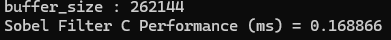 buffer_size : 262144
Sobel Filter C Performance (ms) = 0.168866